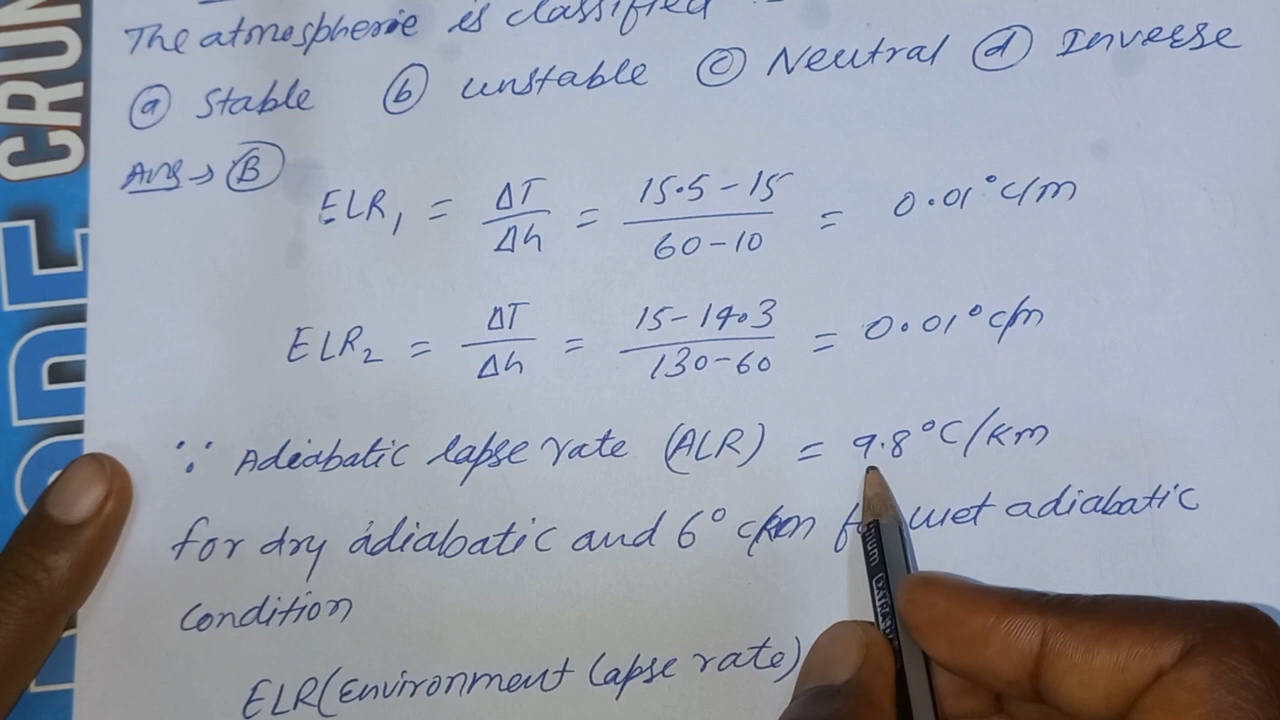 The atmospheric is classified
ⓐ Stable ⓑ unstable ⓒ Neutral ⓓ Inverse
Ans → Ⓑ
ELR₁ = ΔT/Δh = 15.5 - 15/60 - 10 = 0.01°C/m
ELR₂ = ΔT/Δh = 15 - 14.3/130 - 60 = 0.01°C/m
∵ Adiabatic lapse rate (ALR) = 9.8°C/km
for dry adiabatic and 6°C/km wet adiabatic
Condition
ELR (Environment lapse rate)
CRUN